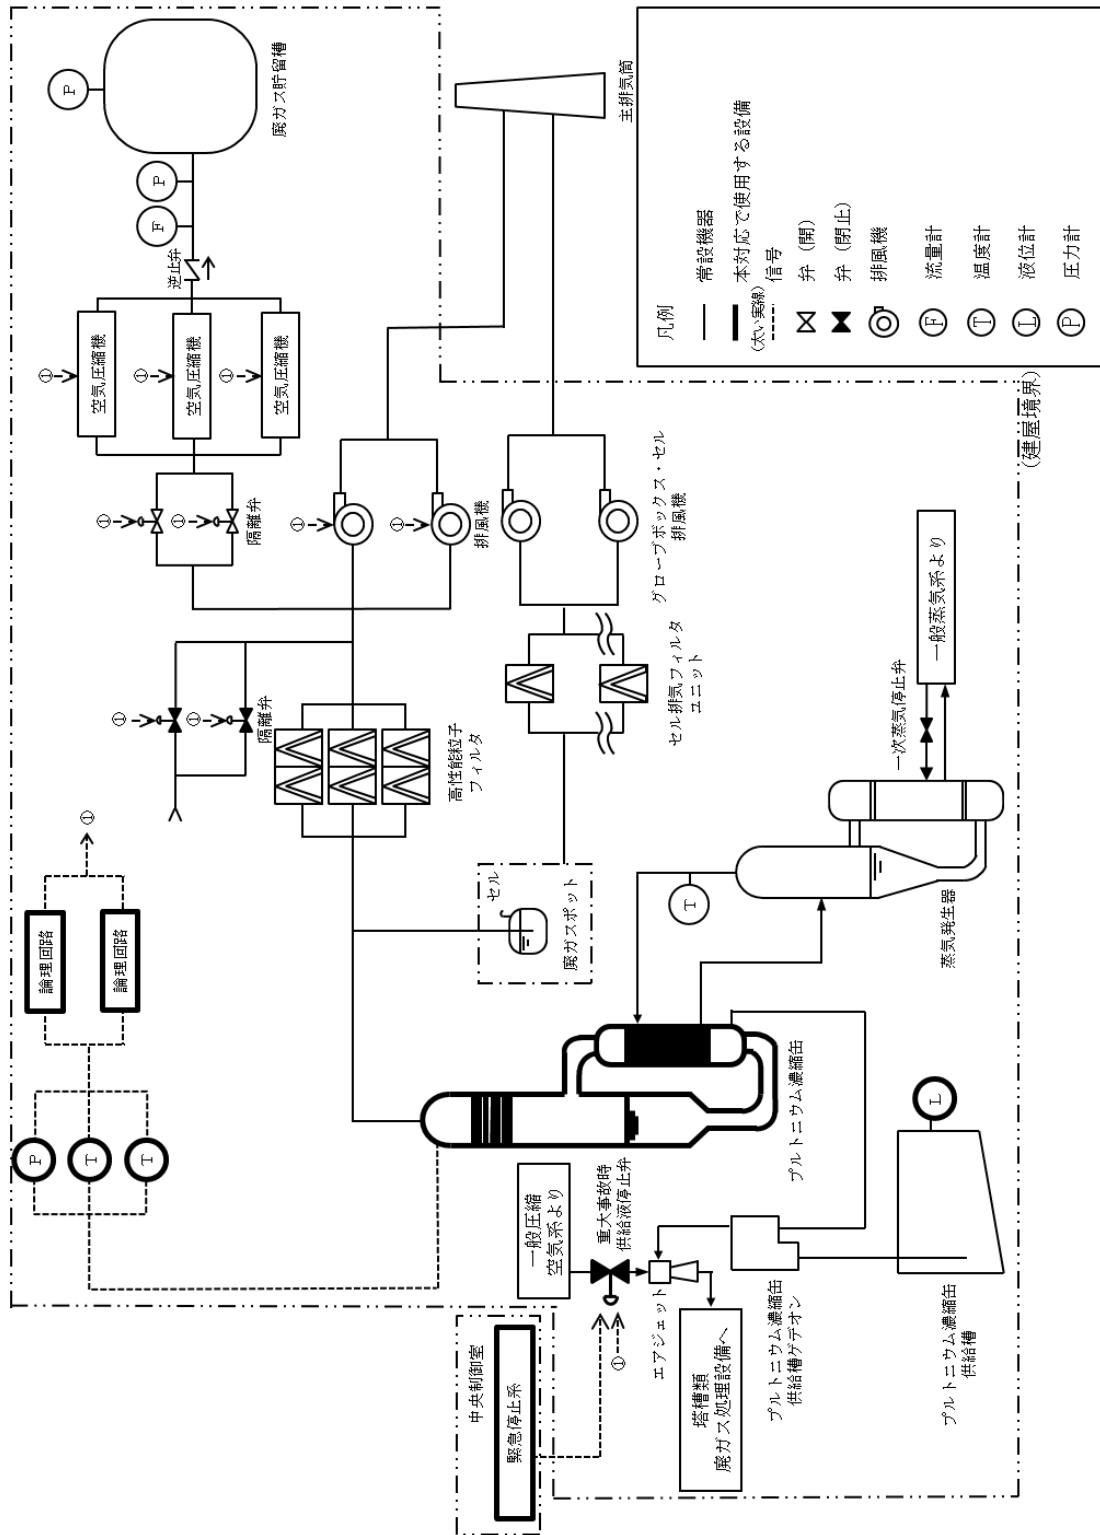 P
廃ガス貯留槽
P
F
逆止弁
①
空気圧縮機
①
空気圧縮機
①
空気圧縮機
①
①
隔離弁
①
①
排風機
グローブボックス・セル
排風機
主排気筒
凡例
常設機器
本対応で使用する設備
(太い実線)
信号
弁（開）
弁（閉止）
排風機
F
流量計
T
温度計
L
液位計
P
圧力計
(建屋境界)
①
①
隔離弁
高性能粒子
フィルタ
セル排気フィルタ
ユニット
一般蒸気系より
一次蒸気停止弁
蒸気発生器
T
セル
廃ガスポット
①
論理回路
論理回路
P
T
T
プルトニウム濃縮缶
一般圧縮
空気系より
重大事故時
供給液停止弁
エアジェット
①
中央制御室
緊急停止系
塔槽類
廃ガス処理設備へ
プルトニウム濃縮缶
供給槽ゲデオン
L
プルトニウム濃縮缶
供給槽